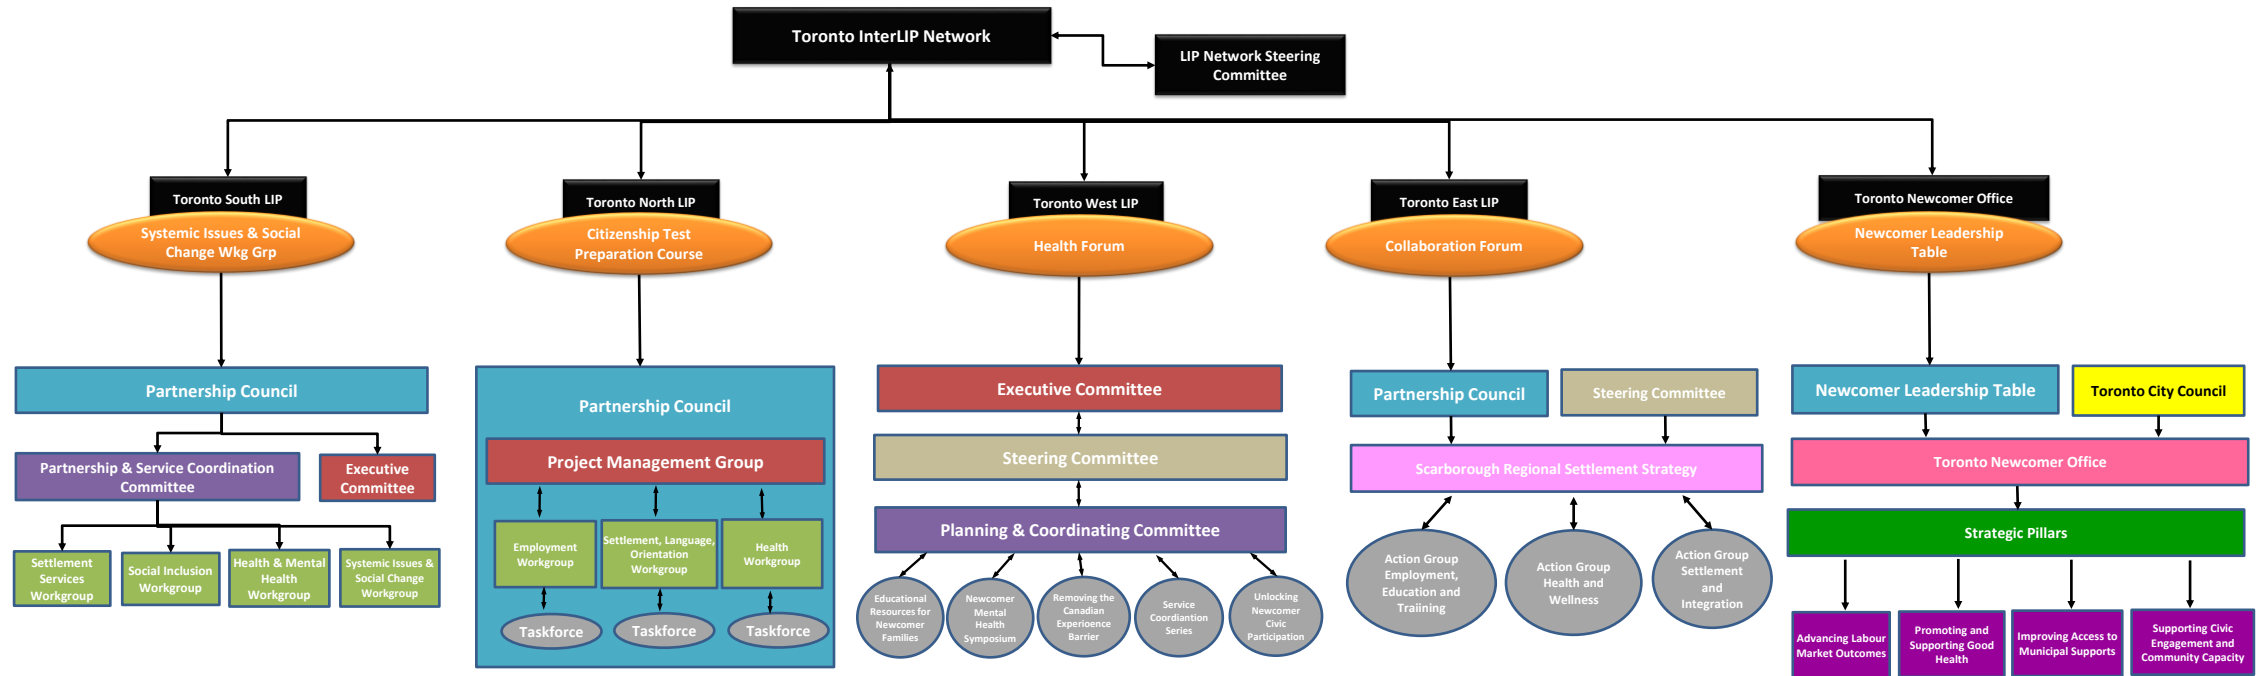 Toronto InterLIP Network
LIP Network Steering
Committee
Toronto South LIP
Systemic Issues & Social
Change Wkg Grp
Toronto North LIP
Citizenship Test
Preparation Course
Toronto West LIP
Health Forum
Toronto East LIP
Collaboration Forum
Toronto Newcomer Office
Newcomer Leadership
Table
Partnership Council
Partnership & Service Coordination
Committee
Executive
Committee
Settlement
Services
Workgroup
Social Inclusion
Workgroup
Health & Mental
Health
Workgroup
Systemic Issues &
Social Change
Workgroup
Partnership Council
Project Management Group
Employment
Workgroup
Settlement, Language,
Orientation
Workgroup
Health
Workgroup
Taskforce
Taskforce
Taskforce
Executive Committee
Steering Committee
Planning & Coordinating Committee
Educational
Resources for
Newcomer
Families
Newcomer
Mental
Health
Symposium
Removing the
Canadian
Experioence
Barrier
Service
Coordiantion
Series
Unlocking
Newcomer
Civic
Participation
Partnership Council
Steering Committee
Scarborough Regional Settlement Strategy
Action Group
Employment,
Education and
Traiining
Action Group
Health and
Wellness
Action Group
Settlement
and
Integration
Newcomer Leadership Table
Toronto City Council
Toronto Newcomer Office
Strategic Pillars
Advancing Labour
Market Outcomes
Promoting and
Supporting Good
Health
Improving Access to
Municipal Supports
Supporting Civic
Engagement and
Community Capacity